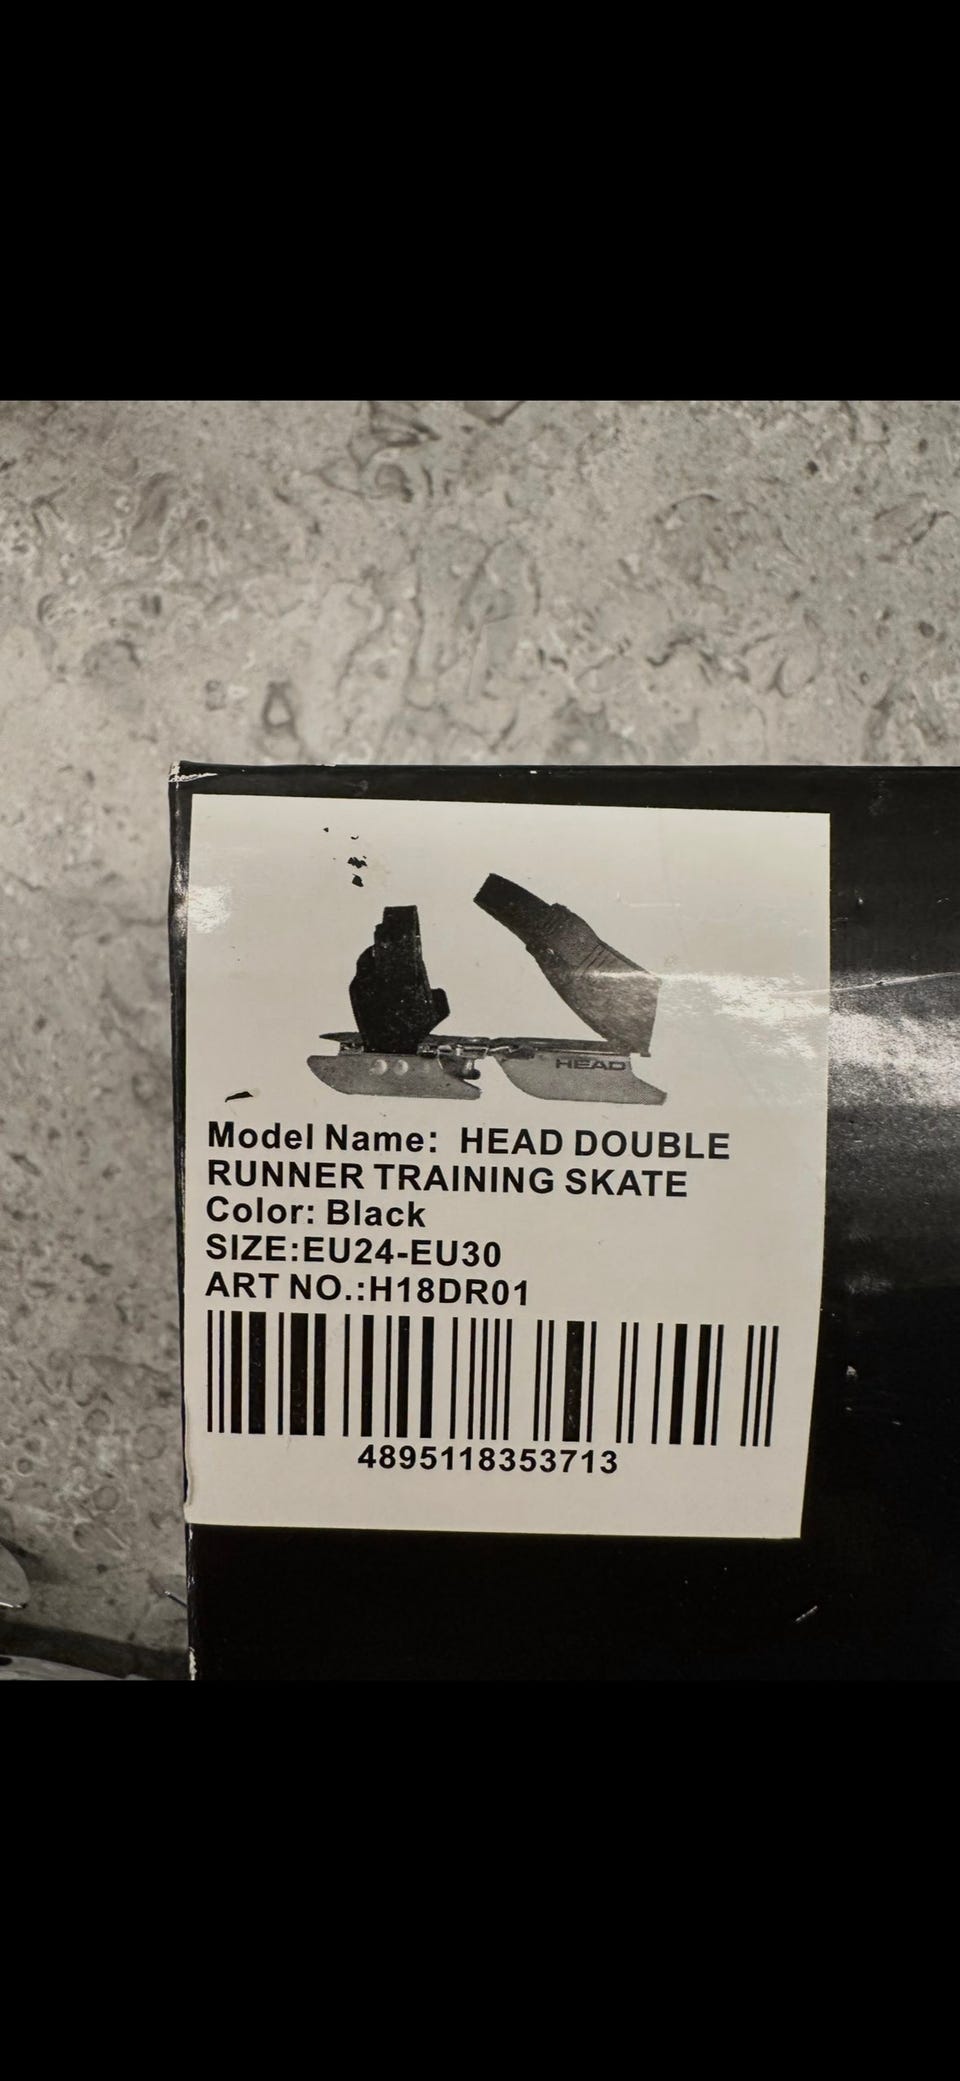 HEAD
Model Name: HEAD DOUBLE
RUNNER TRAINING SKATE
Color: Black
SIZE:EU24-EU30
ART NO.:H18DR01
4895118353713